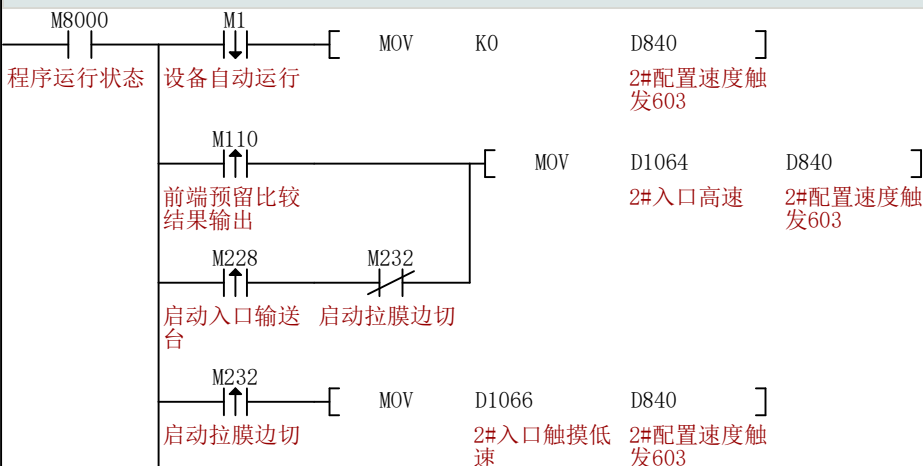 M8000 M1
MOV K0 D840
程序运行状态 设备自动运行 2#配置速度触
发603
M110
MOV D1064 D840
前端预留比较 2#入口高速 2#配置速度触
结果输出 发603
M228 M232
启动入口输送 启动拉膜边切
台
M232
MOV D1066 D840
启动拉膜边切 2#入口触摸低 2#配置速度触
速 发603